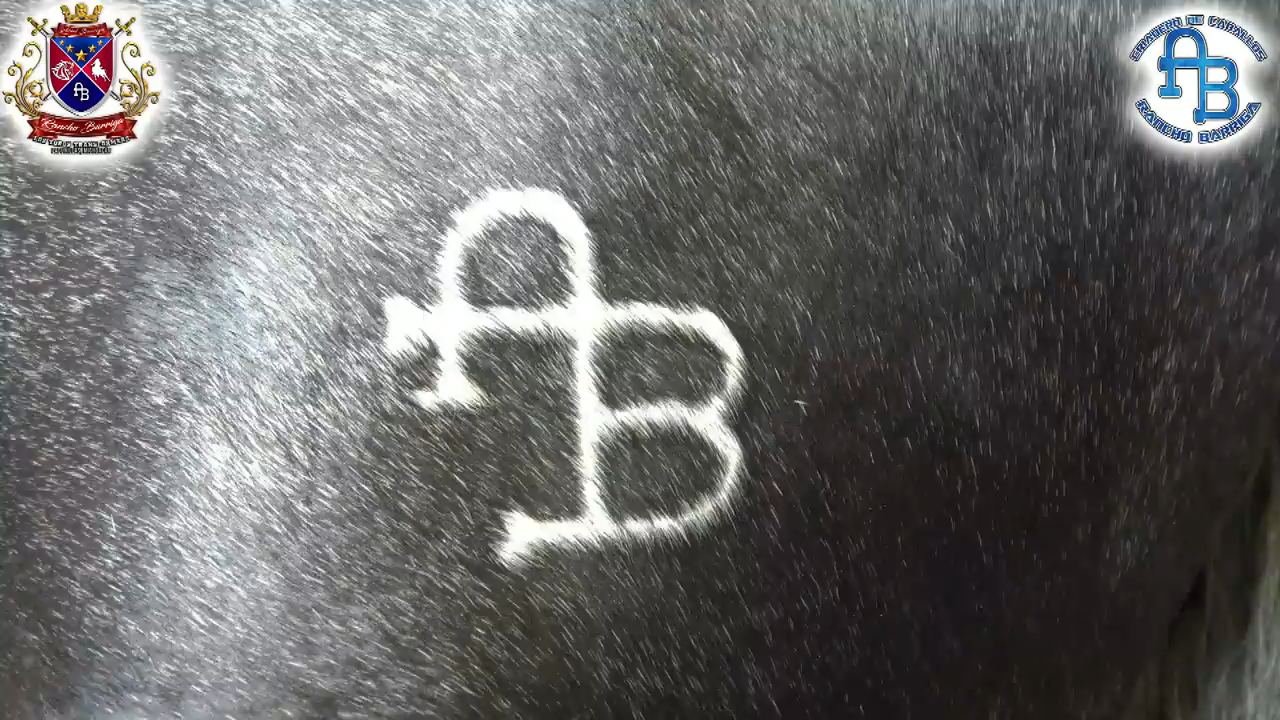 Rancho Barriga
AB
CRIADERO DE CABALLOS
AB
RANCHO BARRIGA
AB